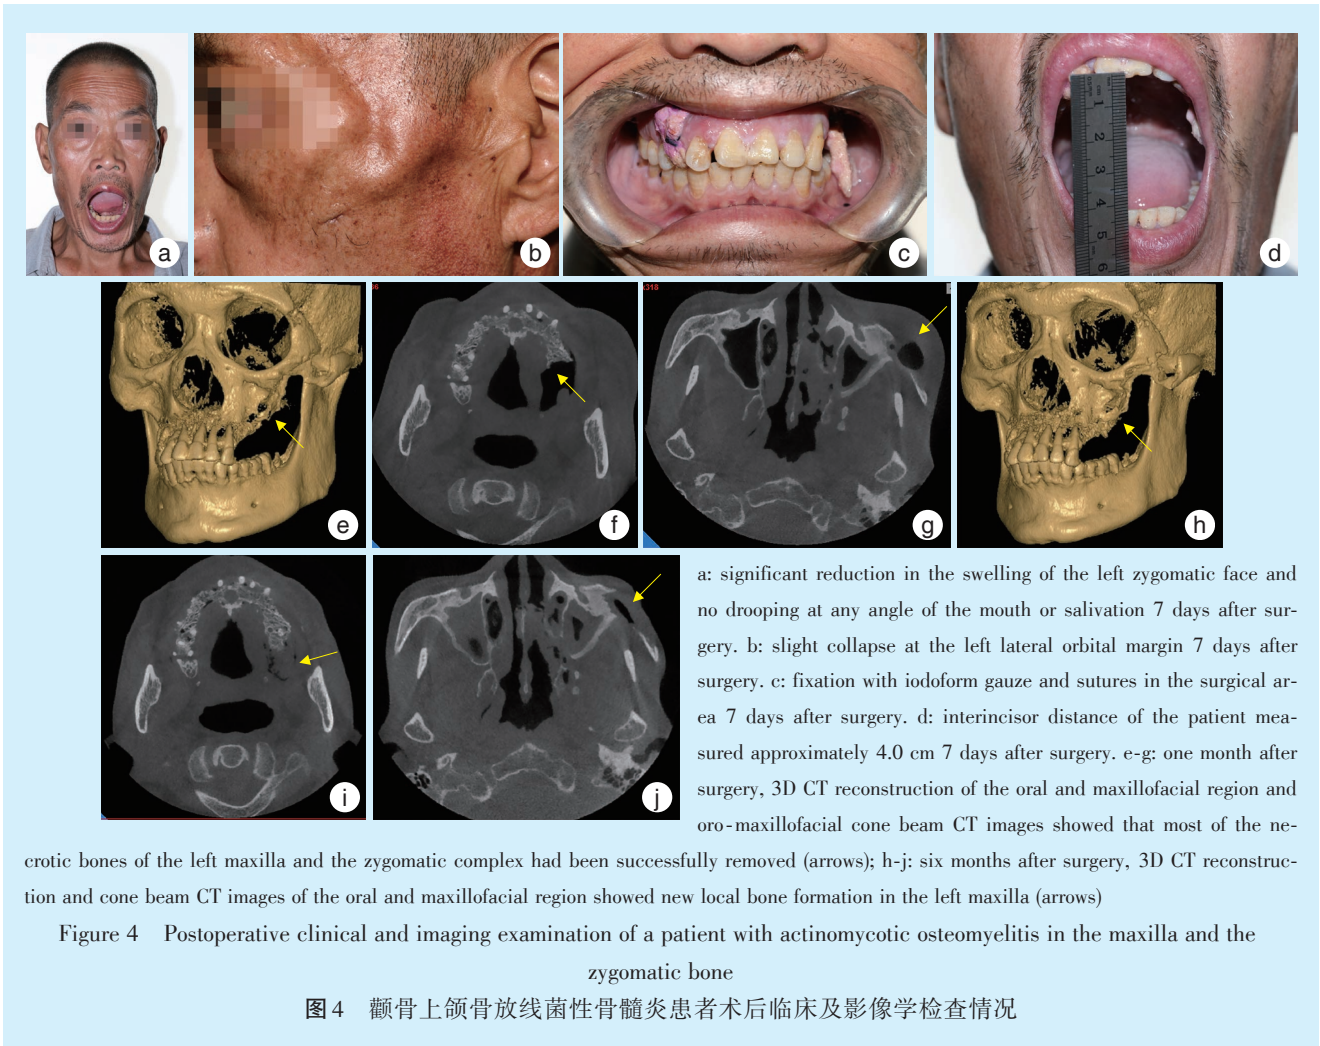 a
b
c
1
2
3
4
5
6
d
e
f
318
g
h
i
j
a: significant reduction in the swelling of the left zygomatic face and
no drooping at any angle of the mouth or salivation 7 days after sur-
gery. b: slight collapse at the left lateral orbital margin 7 days after
surgery. c: fixation with iodoform gauze and sutures in the surgical ar-
ea 7 days after surgery. d: interincisor distance of the patient mea-
sured approximately 4.0 cm 7 days after surgery. e-g: one month after
surgery, 3D CT reconstruction of the oral and maxillofacial region and
oro-maxillofacial cone beam CT images showed that most of the ne-
crotic bones of the left maxilla and the zygomatic complex had been successfully removed (arrows); h-j: six months after surgery, 3D CT reconstruc-
tion and cone beam CT images of the oral and maxillofacial region showed new local bone formation in the left maxilla (arrows)
Figure 4 Postoperative clinical and imaging examination of a patient with actinomycotic osteomyelitis in the maxilla and the
zygomatic bone
图4 颧骨上颌骨放线菌性骨髓炎患者术后临床及影像学检查情况